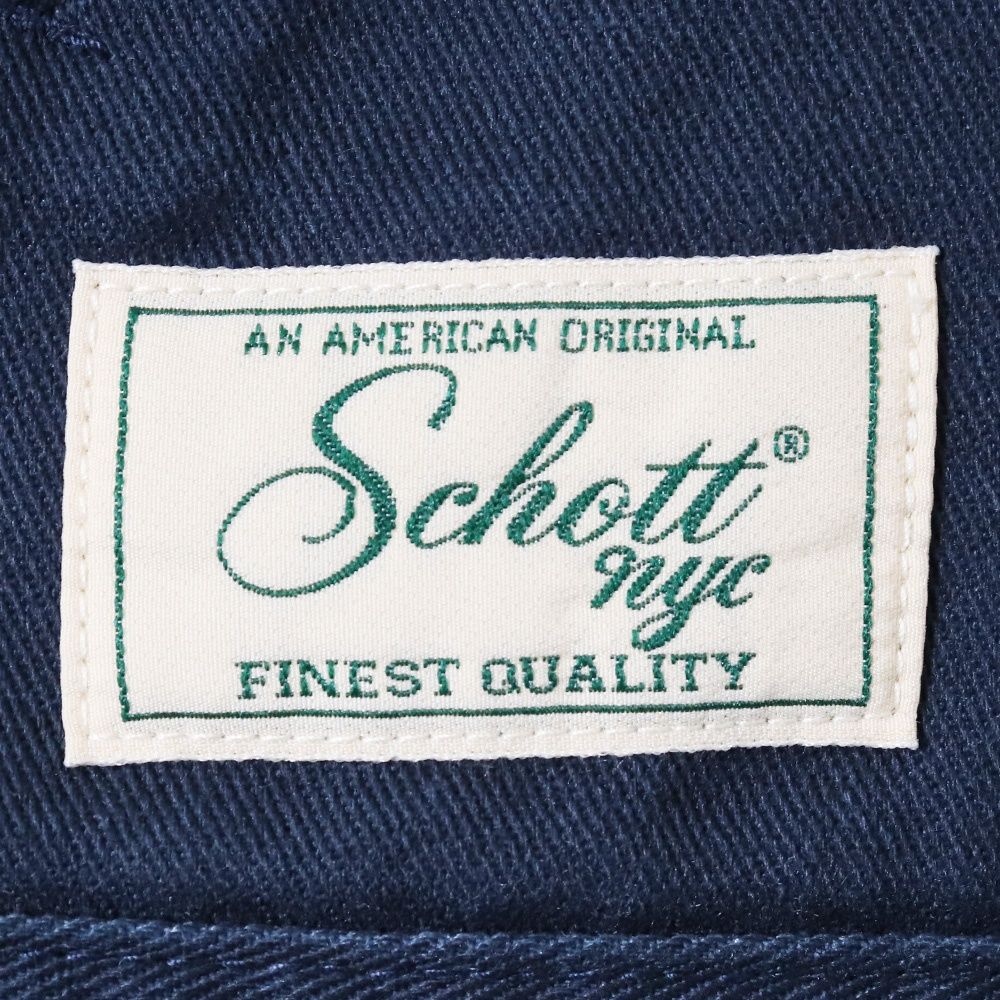 AN AMERICAN ORIGINAL
Schott®
nyc
FINEST QUALITY